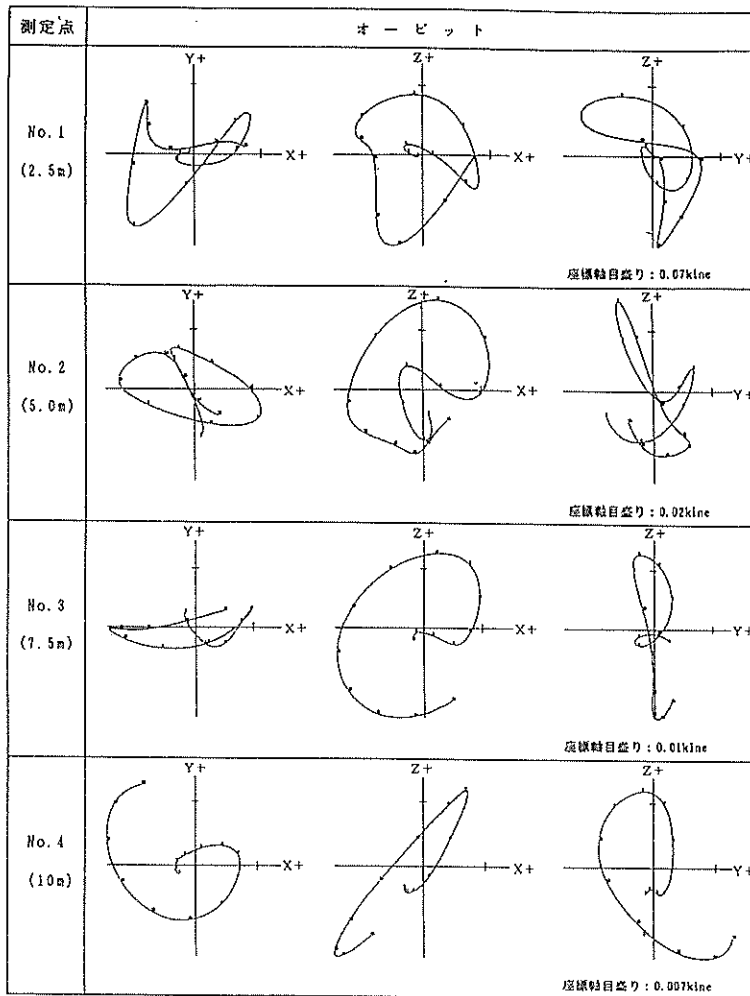 測定点 オービット
Y+ Z+ Z+
No.1
(2.5m)
X+ X+ Y+
座標軸目盛り:0.07kine
Y+ Z+ Z+
No.2
(5.0m)
X+ X+ Y+
座標軸目盛り:0.02kine
Y+ Z+ Z+
No.3
(7.5m)
X+ X+ Y+
座標軸目盛り:0.01kine
Y+ Z+ Z+
No.4
(10m)
X+ X+ Y+
座標軸目盛り:0.007kine